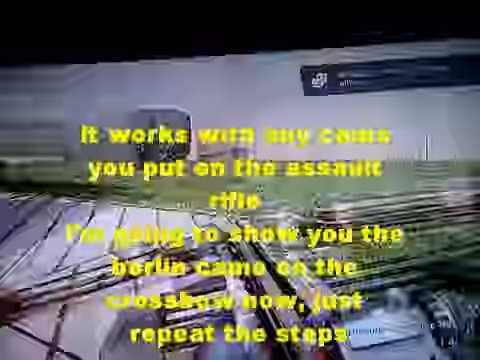 It works with any camo
you put on the assault
rifle
I'm going to show you the
berlin camo on the
crossbow now, just
repeat the steps